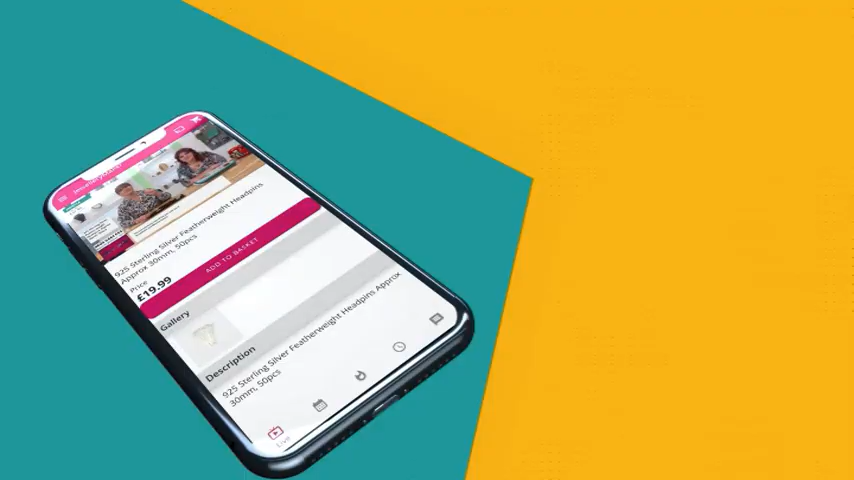 925 Sterling Silver Featherweight Headpins
Approx 30mm, 50pcs
Price
£19.99
ADD TO BASKET
Gallery
Description
925 Sterling Silver Featherweight Headpins Approx
30mm, 50pcs
Live